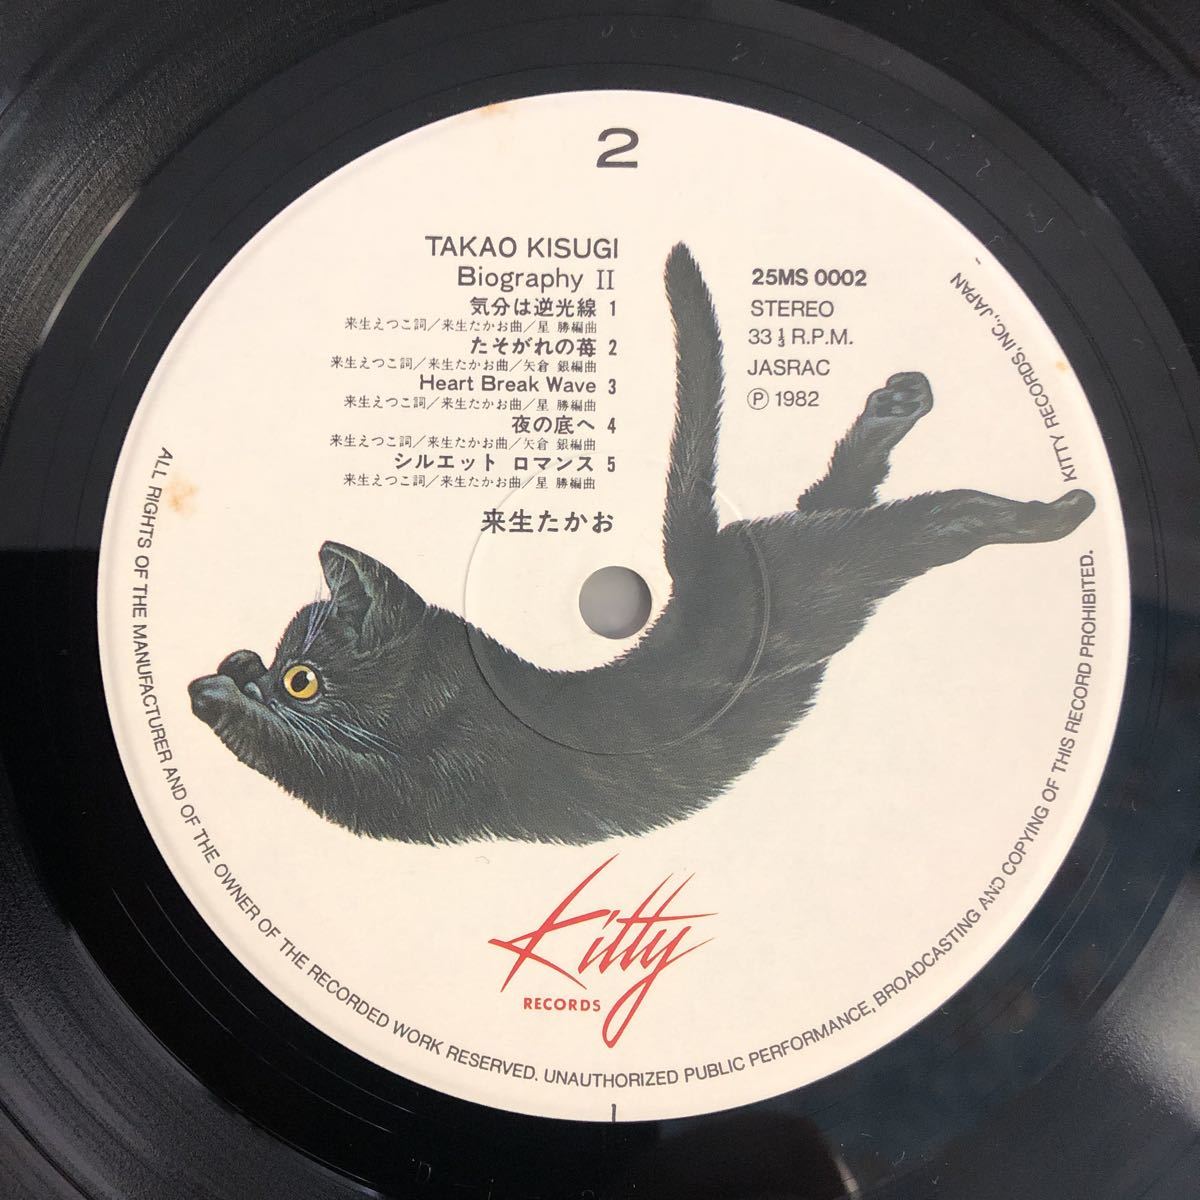 2
TAKAO KISUGI
Biography II
気分は逆光線 1
来生えつこ詞/来生たかお曲/星 勝編曲
たそがれの苺 2
来生えつこ詞/来生たかお曲/矢倉 銀編曲
Heart Break Wave 3
来生えつこ詞/来生たかお曲/星 勝編曲
夜の底へ 4
来生えつこ詞/来生たかお曲/矢倉 銀編曲
シルエット ロマンス 5
来生えつこ詞/来生たかお曲/星 勝編曲
来生たかお
25MS 0002
STEREO
33 1/3 R.P.M.
JASRAC
Ⓟ 1982
Kitty
RECORDS
ALL RIGHTS OF THE MANUFACTURER AND OF THE OWNER OF THE RECORDED WORK RESERVED. UNAUTHORIZED PUBLIC PERFORMANCE, BROADCASTING AND COPYING OF THIS RECORD PROHIBITED.
KITTY RECORDS, INC., JAPAN